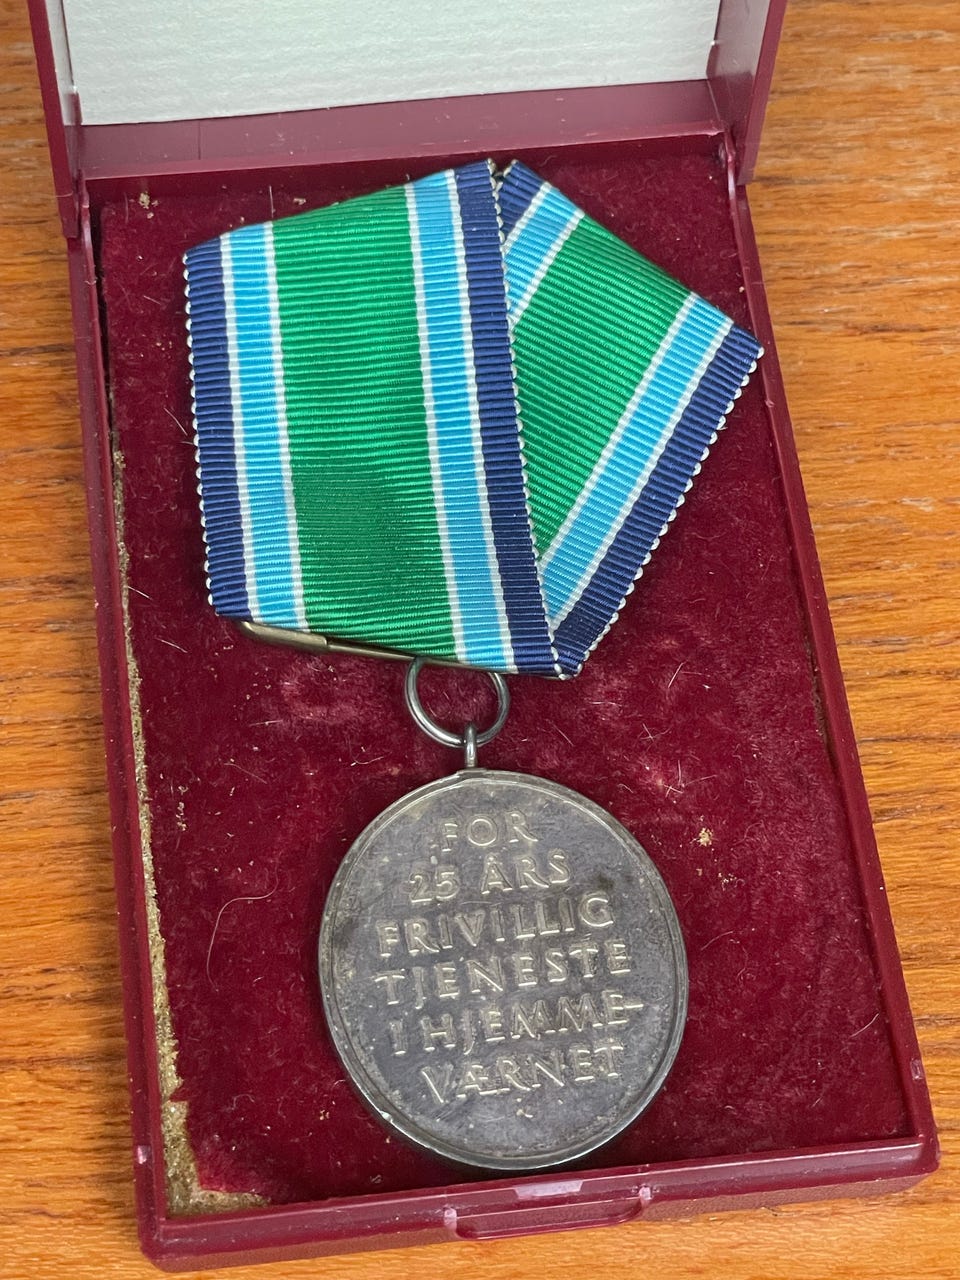 FOR
25 ÅRS
FRIVILLIG
TJENESTE
I HJEMME-
VÆRNET